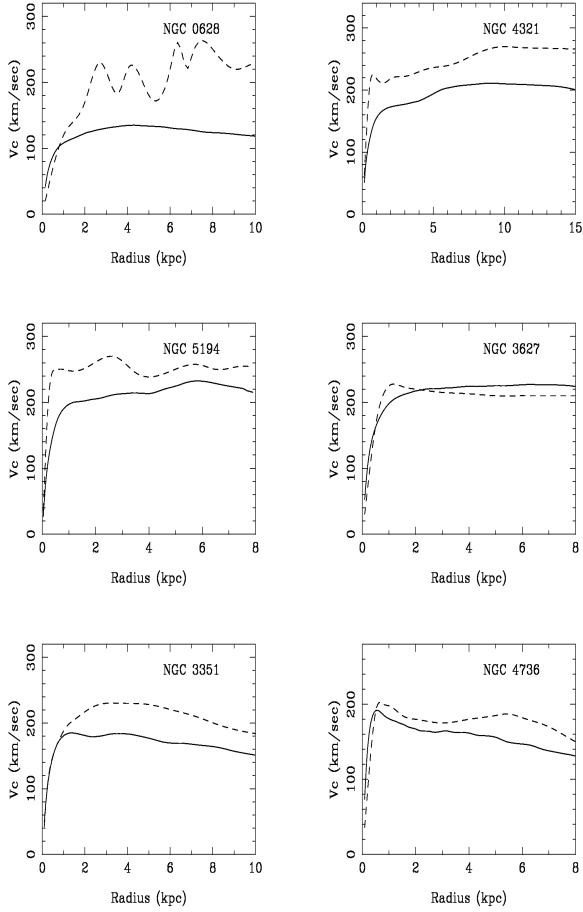 NGC 0628
Vc (km/sec)
0 100 200 300
0 2 4 6 8 10
Radius (kpc)
NGC 4321
Vc (km/sec)
0 100 200 300
0 5 10 15
Radius (kpc)
NGC 5194
Vc (km/sec)
0 100 200 300
0 2 4 6 8
Radius (kpc)
NGC 3627
Vc (km/sec)
0 100 200 300
0 2 4 6 8
Radius (kpc)
NGC 3351
Vc (km/sec)
0 100 200 300
0 2 4 6 8 10
Radius (kpc)
NGC 4736
Vc (km/sec)
0 100 200
0 2 4 6 8
Radius (kpc)